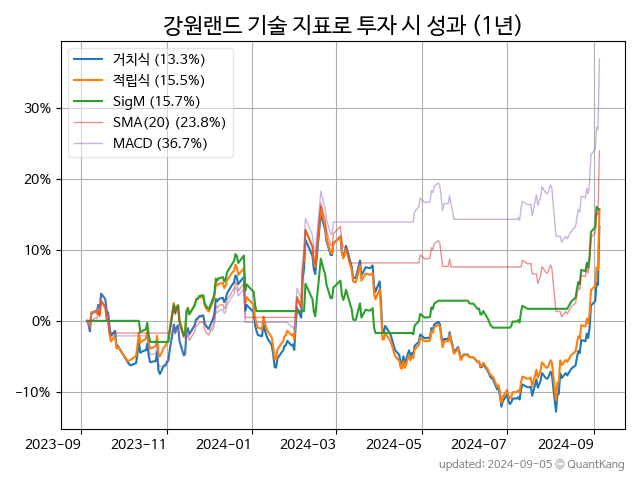 강원랜드 기술 지표로 투자 시 성과 (1년)
거치식 (13.3%)
적립식 (15.5%)
SigM (15.7%)
SMA(20) (23.8%)
MACD (36.7%)
30%
20%
10%
0%
−10%
2023-09 2023-11 2024-01 2024-03 2024-05 2024-07 2024-09
updated: 2024-09-05 © QuantKang